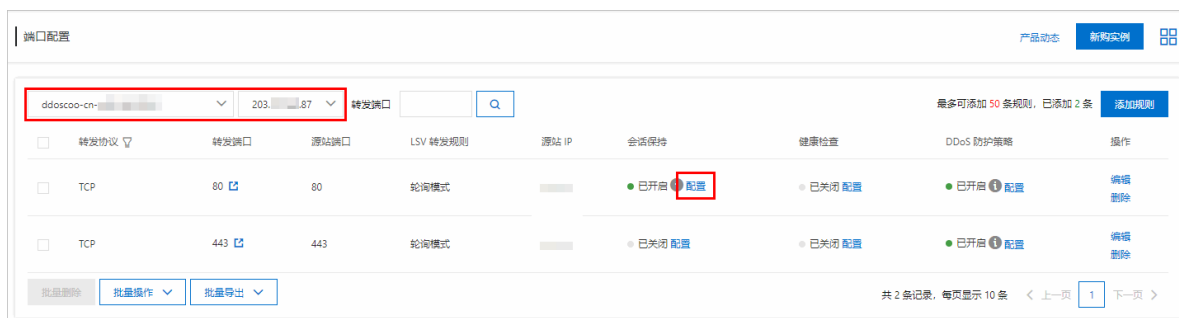 端口配置
产品动态 新购实例
ddoscoo-cn- 203. .87 转发端口 最多可添加 50 条规则，已添加 2 条 添加规则
转发协议 转发端口 源站端口 LSV 转发规则 源站 IP 会话保持 健康检查 DDoS 防护策略 操作
TCP 80 80 轮询模式 已开启 配置 已关闭 配置 已开启 配置 编辑
删除
TCP 443 443 轮询模式 已关闭 配置 已关闭 配置 已开启 配置 编辑
删除
批量删除 批量操作 批量导出 共 2 条记录，每页显示 10 条 上一页 1 下一页